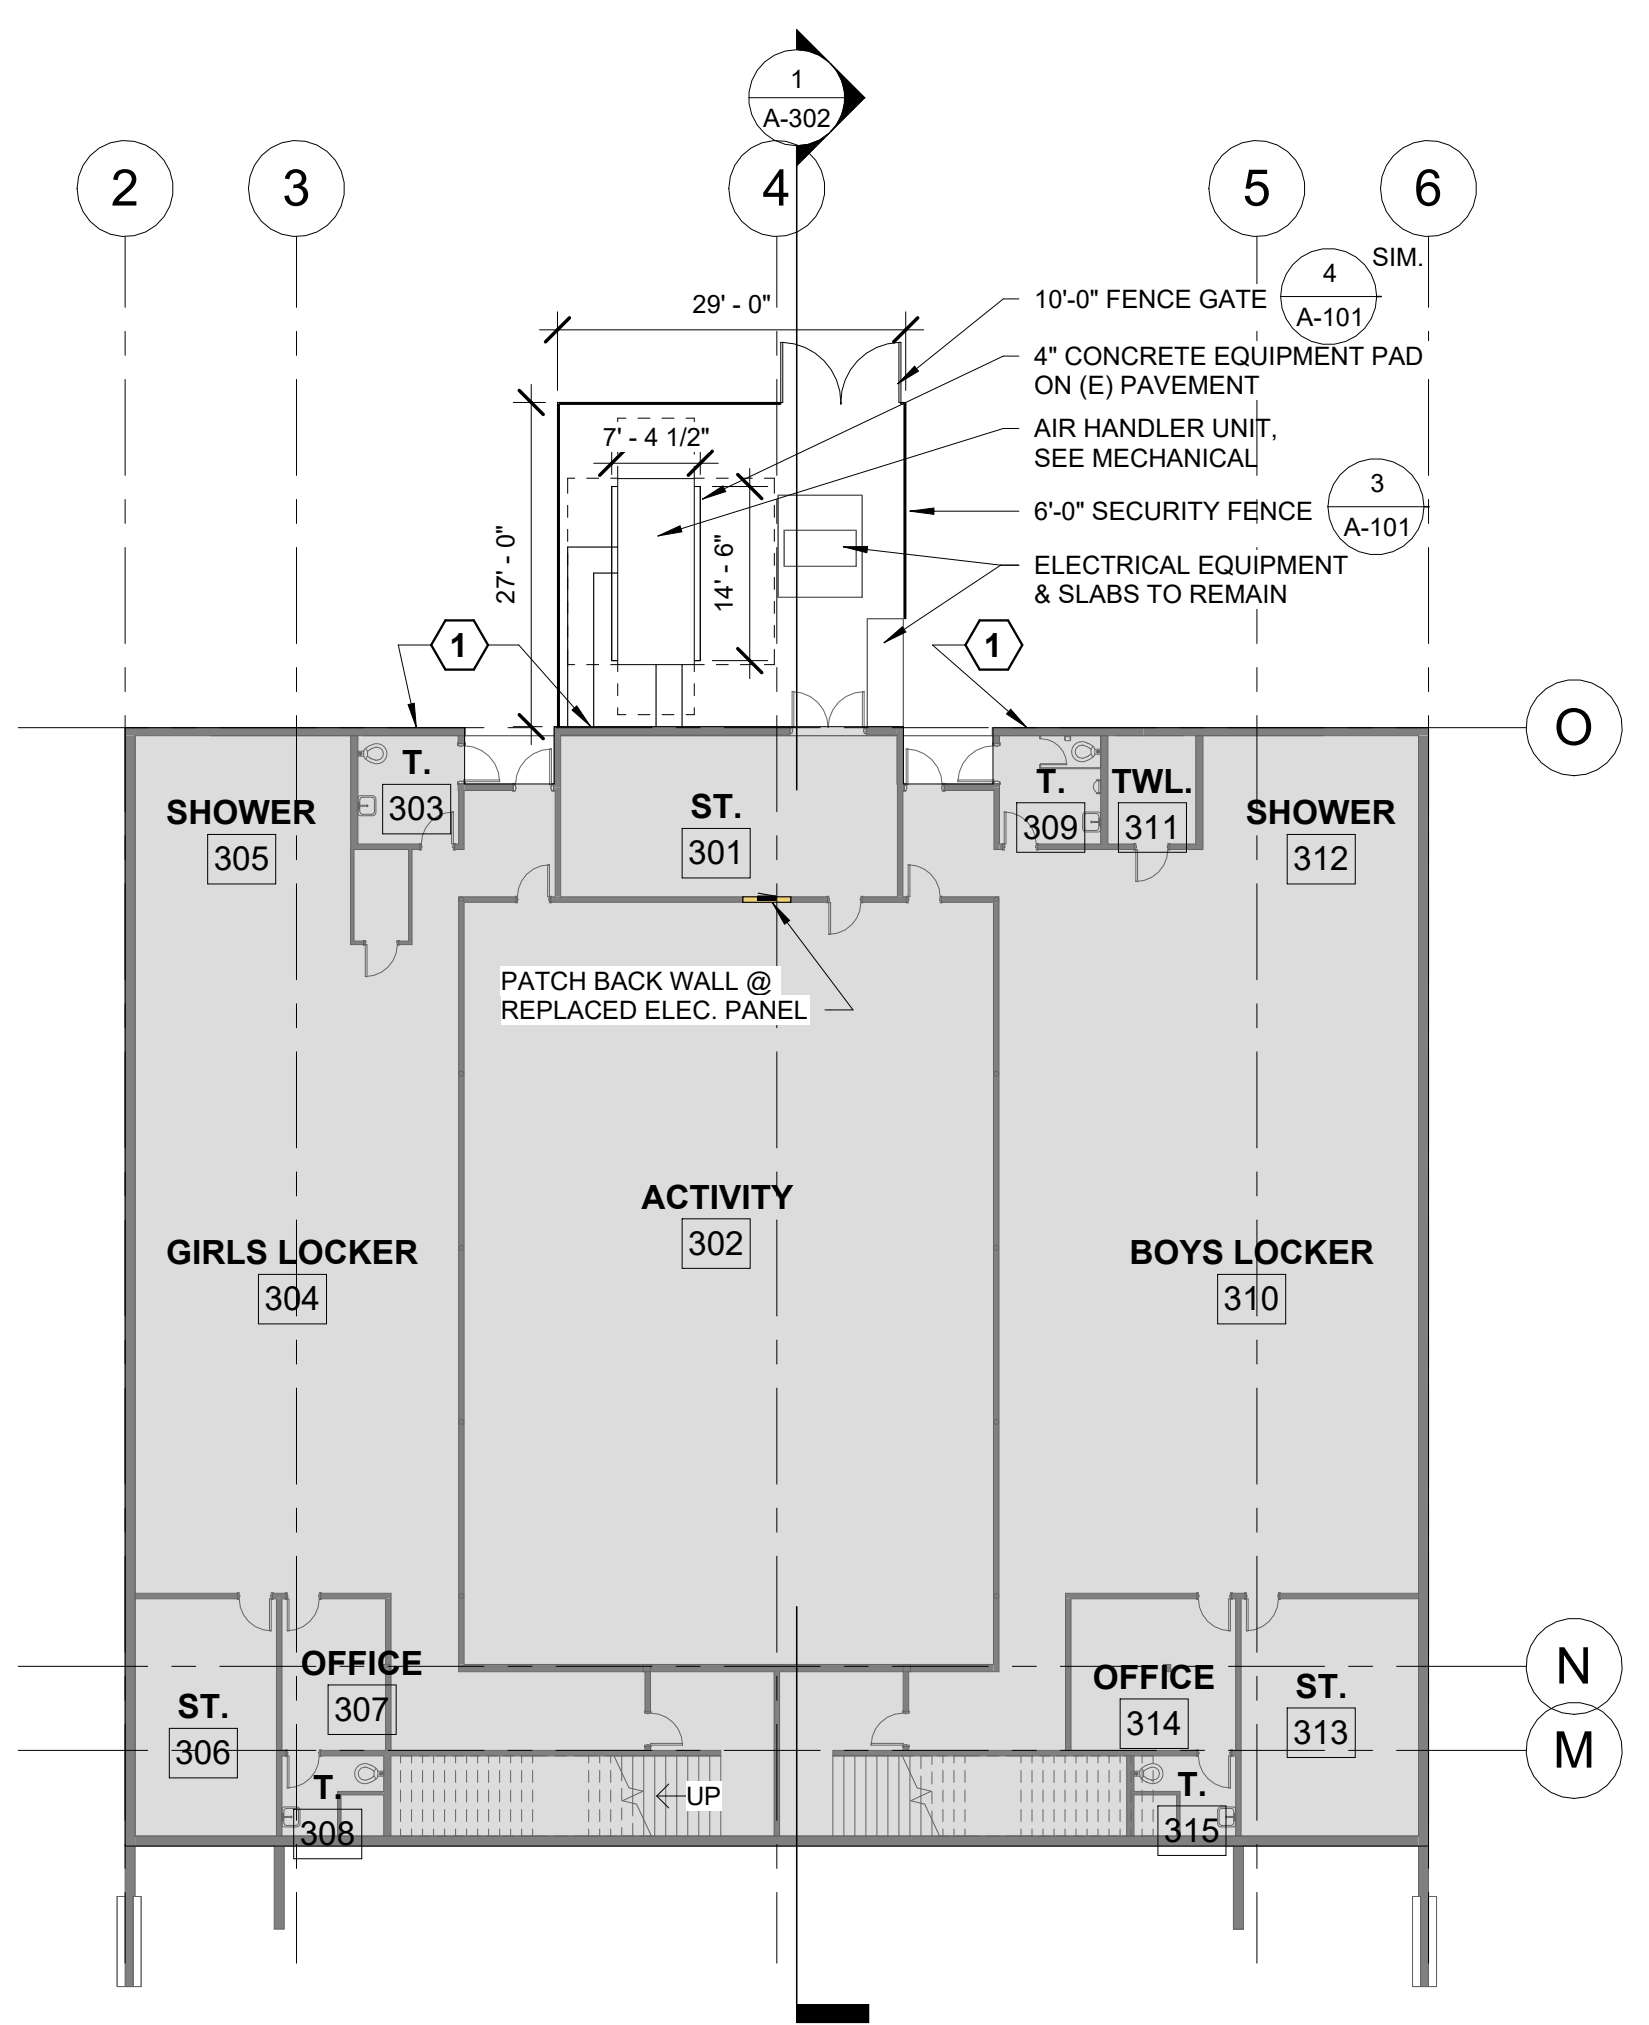 1
A-302
2
3
4
5
6
SIM.
29' - 0"
10'-0" FENCE GATE
4
A-101
4" CONCRETE EQUIPMENT PAD
ON (E) PAVEMENT
7' - 4 1/2"
AIR HANDLER UNIT,
SEE MECHANICAL
3
A-101
6'-0" SECURITY FENCE
27' - 0"
14' - 6"
ELECTRICAL EQUIPMENT
& SLABS TO REMAIN
1
1
O
T.
303
SHOWER
305
ST.
301
T.
309
TWL.
311
SHOWER
312
PATCH BACK WALL @
REPLACED ELEC. PANEL
ACTIVITY
302
GIRLS LOCKER
304
BOYS LOCKER
310
N
OFFICE
307
ST.
306
OFFICE
314
ST.
313
M
T.
308
UP
T.
315